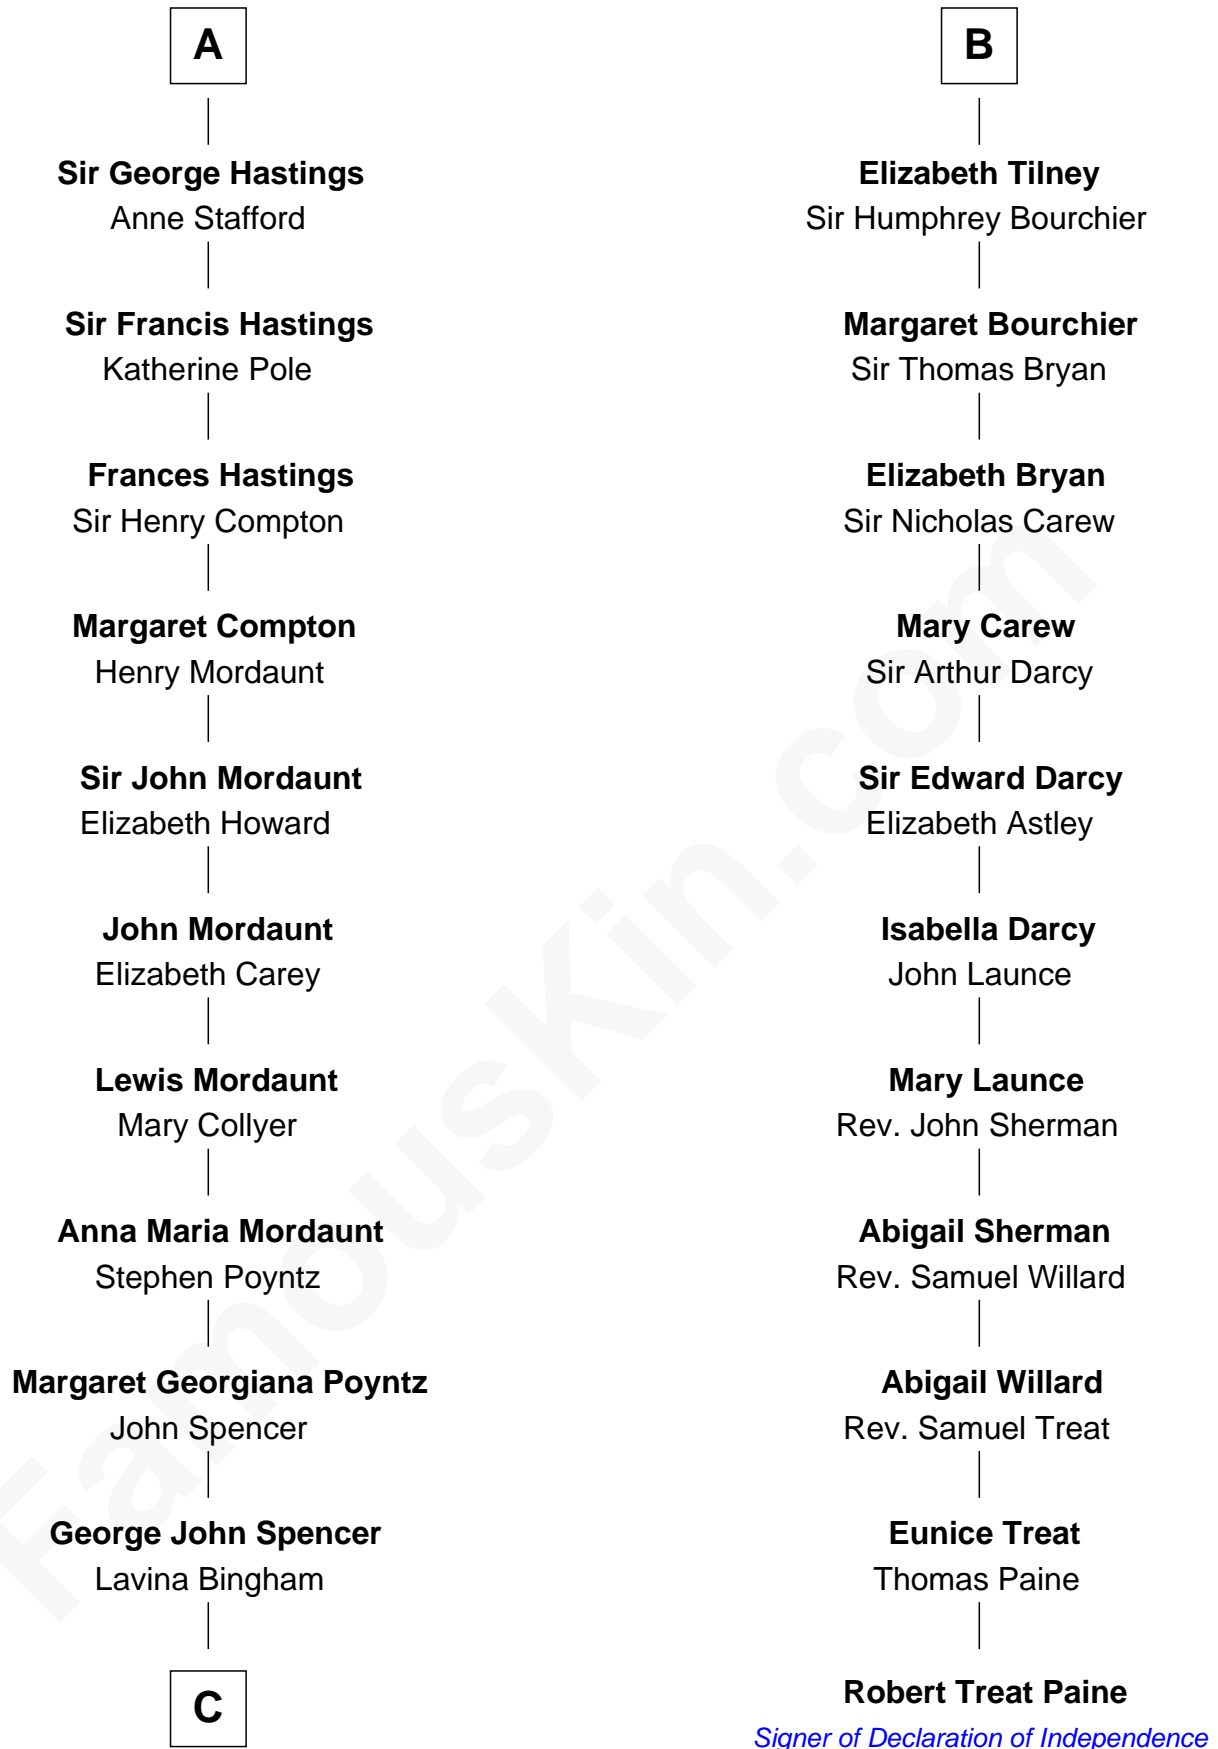 A
Sir George Hastings
Anne Stafford
Sir Francis Hastings
Katherine Pole
Frances Hastings
Sir Henry Compton
Margaret Compton
Henry Mordaunt
Sir John Mordaunt
Elizabeth Howard
John Mordaunt
Elizabeth Carey
Lewis Mordaunt
Mary Collyer
Anna Maria Mordaunt
Stephen Poyntz
Margaret Georgiana Poyntz
John Spencer
George John Spencer
Lavina Bingham
C
B
Elizabeth Tilney
Sir Humphrey Bourchier
Margaret Bourchier
Sir Thomas Bryan
Elizabeth Bryan
Sir Nicholas Carew
Mary Carew
Sir Arthur Darcy
Sir Edward Darcy
Elizabeth Astley
Isabella Darcy
John Launce
Mary Launce
Rev. John Sherman
Abigail Sherman
Rev. Samuel Willard
Abigail Willard
Rev. Samuel Treat
Eunice Treat
Thomas Paine
Robert Treat Paine
Signer of Declaration of Independence
FamousKin.com